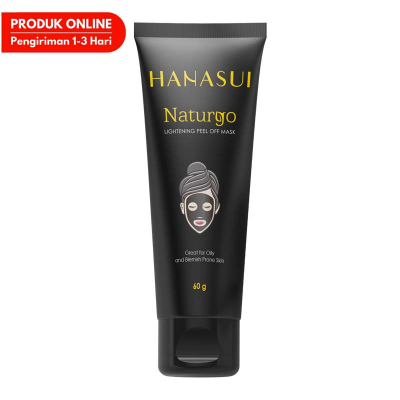 PRODUK ONLINE
Pengiriman 1-3 Hari
HANASUI
Naturgo
LIGHTENING PEEL OFF MASK
Great for Oily
and Blemish Prone Skin
60 g